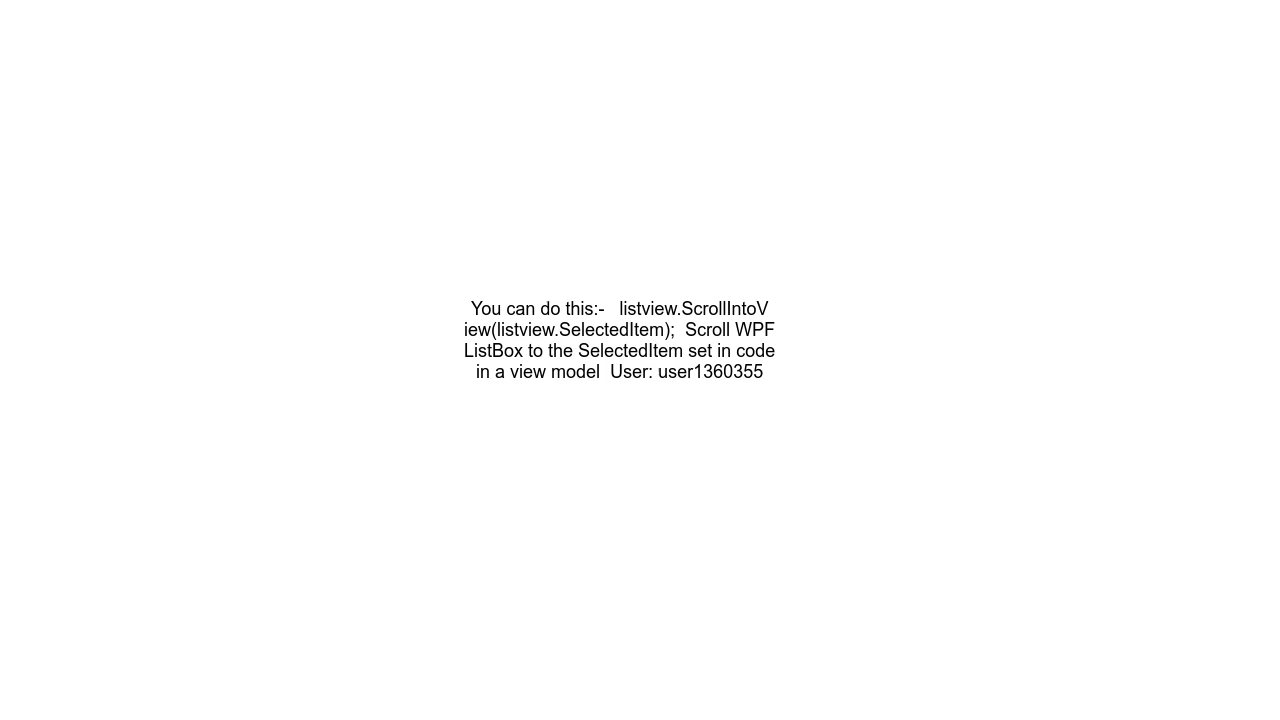 You can do this:-   listview.ScrollIntoV
iew(listview.SelectedItem);  Scroll WPF
ListBox to the SelectedItem set in code
in a view model  User: user1360355